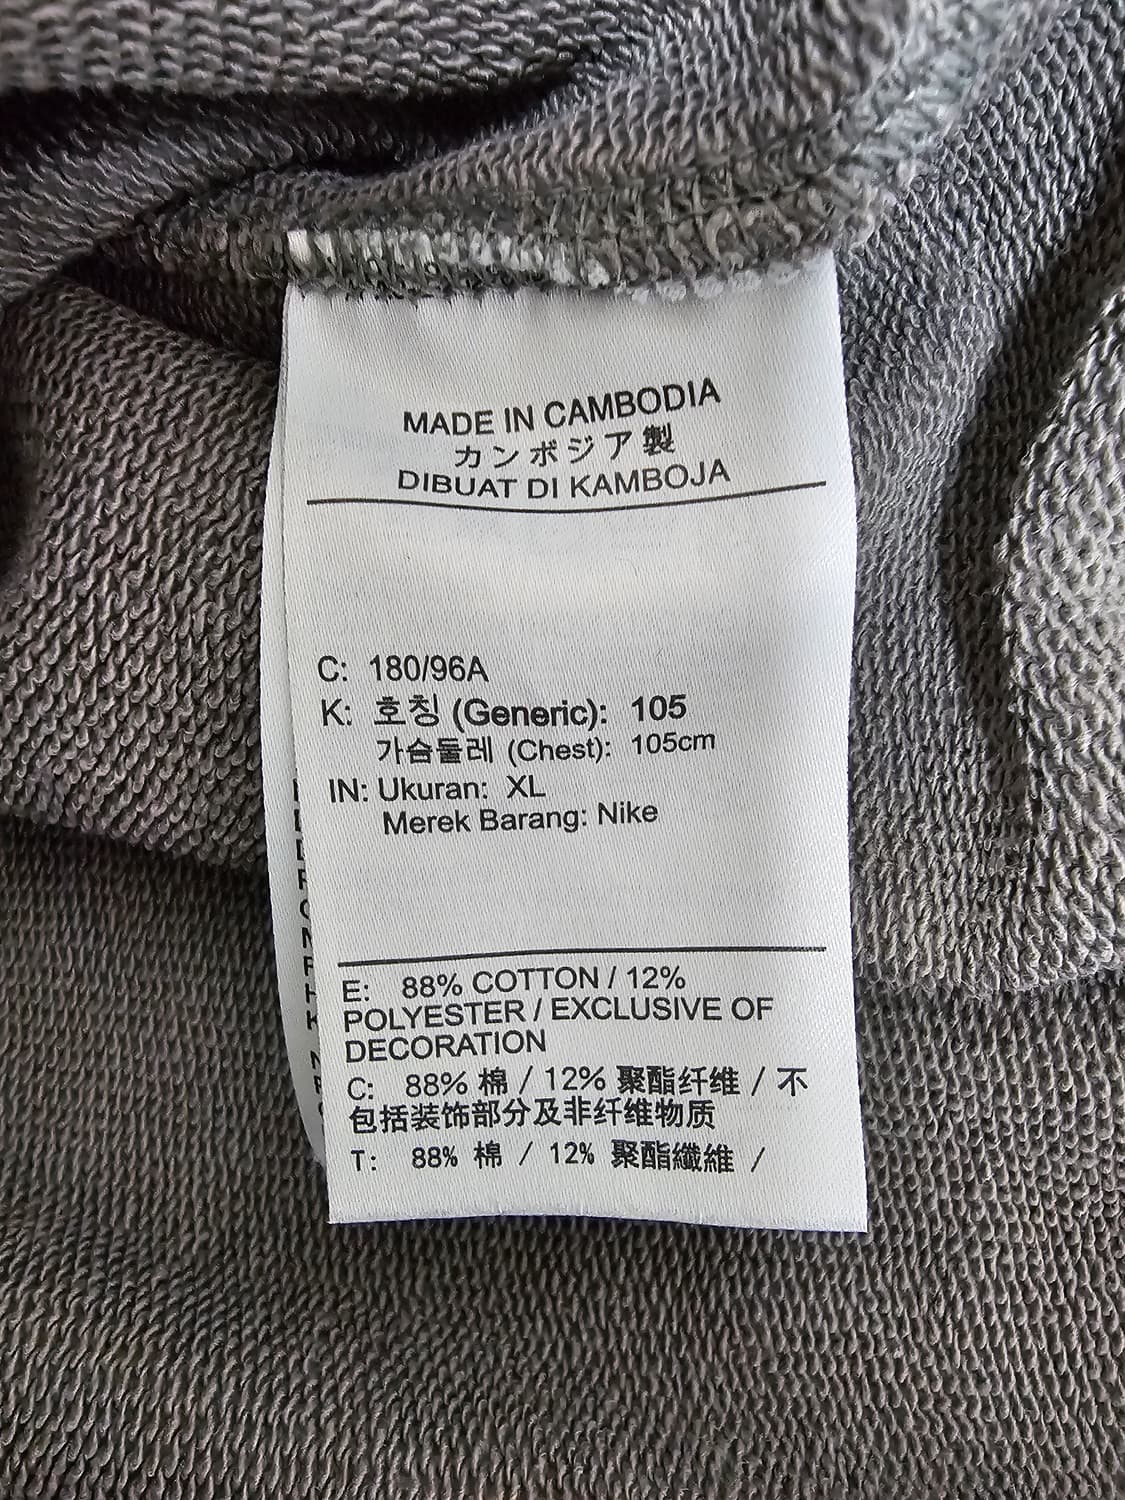 MADE IN CAMBODIA
カンボジア製
DIBUAT DI KAMBOJA
C: 180/96A
K: 호칭 (Generic): 105
가슴둘레 (Chest): 105cm
IN: Ukuran: XL
Merek Barang: Nike
E: 88% COTTON / 12%
POLYESTER / EXCLUSIVE OF
DECORATION
C: 88% 棉 / 12% 聚酯纤维 / 不
包括装饰部分及非纤维物质
T: 88% 棉 / 12% 聚酯纖維 /